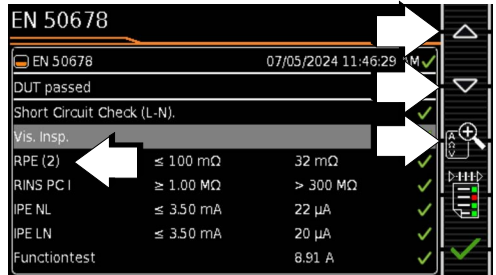 EN 50678
EN 50678 07/05/2024 11:46:29 AM
DUT passed
Short Circuit Check (L-N).
Vis. Insp.
RPE (2) ≤ 100 mΩ 32 mΩ
RINS PC I ≥ 1.00 MΩ > 300 MΩ
IPE NL ≤ 3.50 mA 22 µA
IPE LN ≤ 3.50 mA 20 µA
Functiontest 8.91 A
A
Ω
V